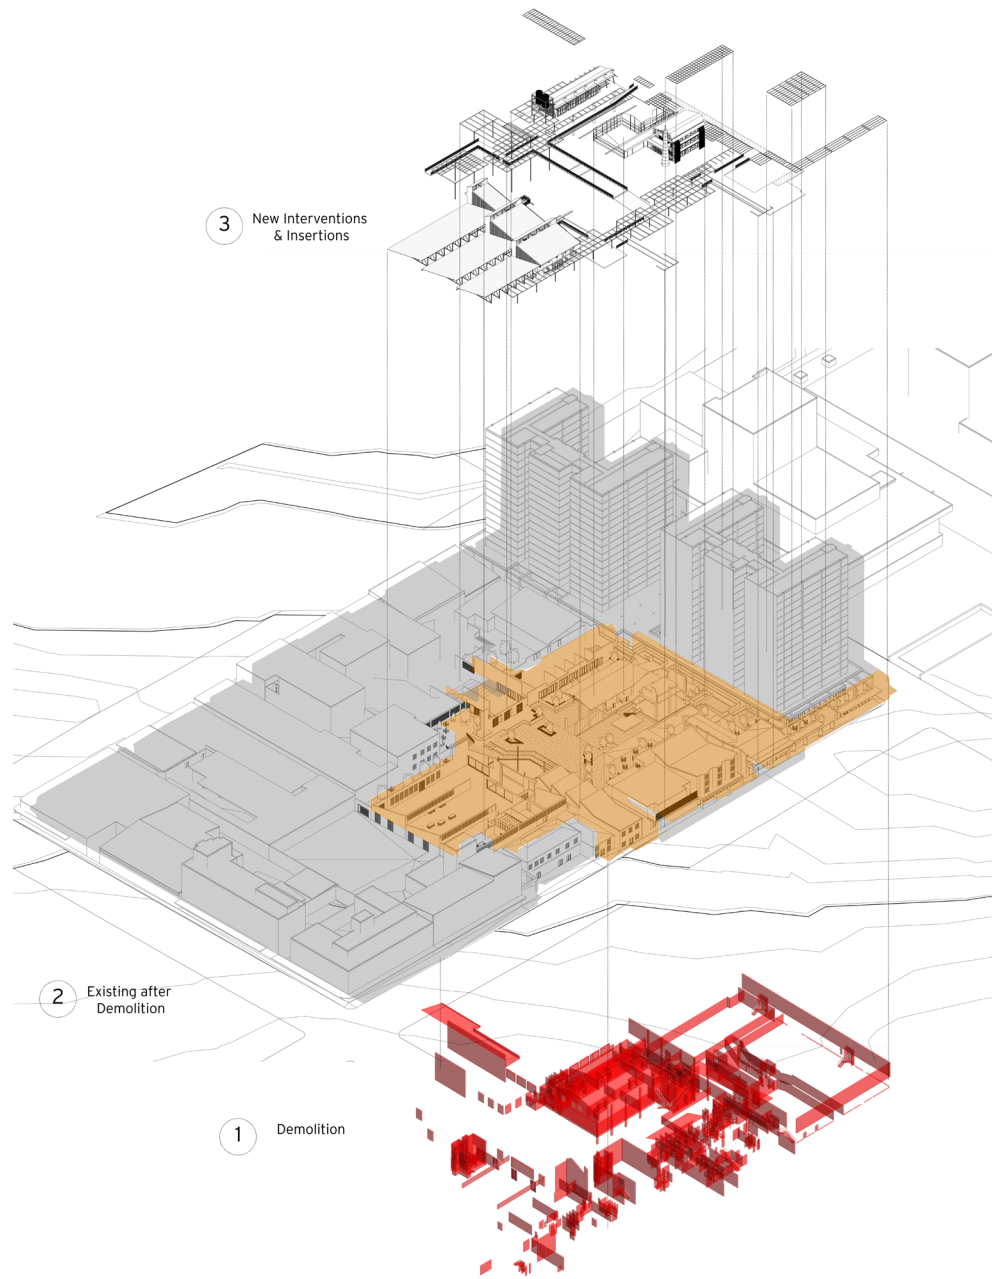 3
New Interventions
& Insertions
2
Existing after
Demolition
1
Demolition